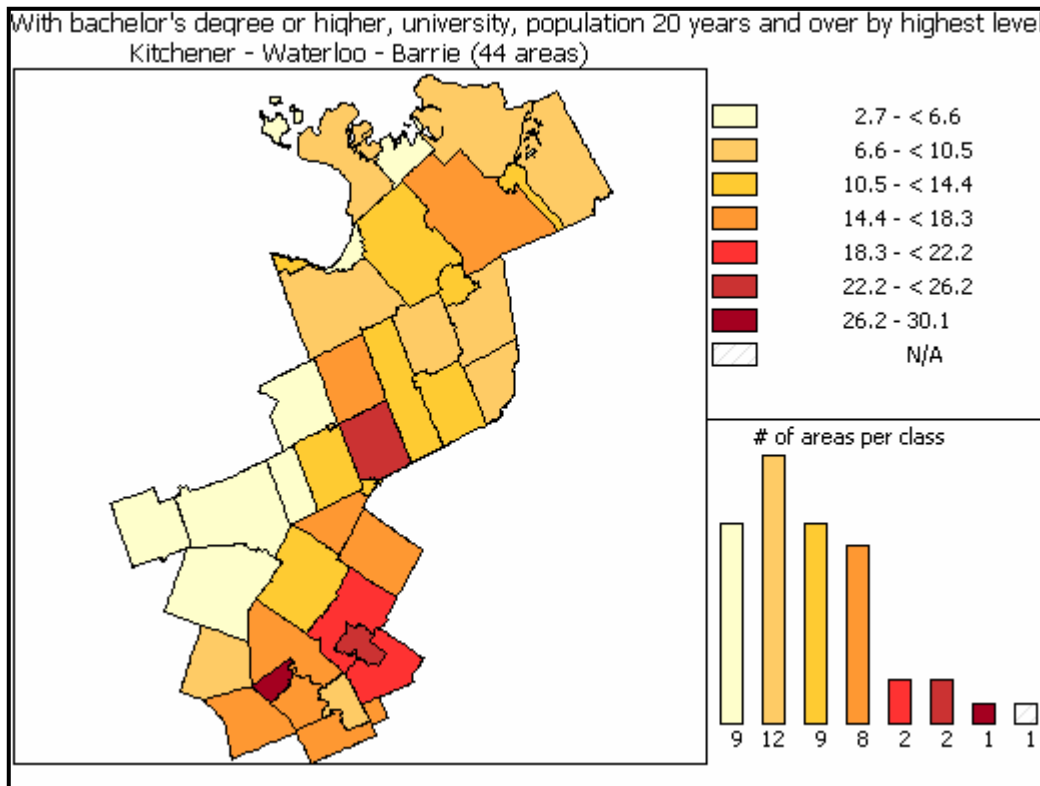 With bachelor's degree or higher, university, population 20 years and over by highest level
Kitchener - Waterloo - Barrie (44 areas)
2.7 - < 6.6
6.6 - < 10.5
10.5 - < 14.4
14.4 - < 18.3
18.3 - < 22.2
22.2 - < 26.2
26.2 - 30.1
N/A
# of areas per class
9 12 9 8 2 2 1 1